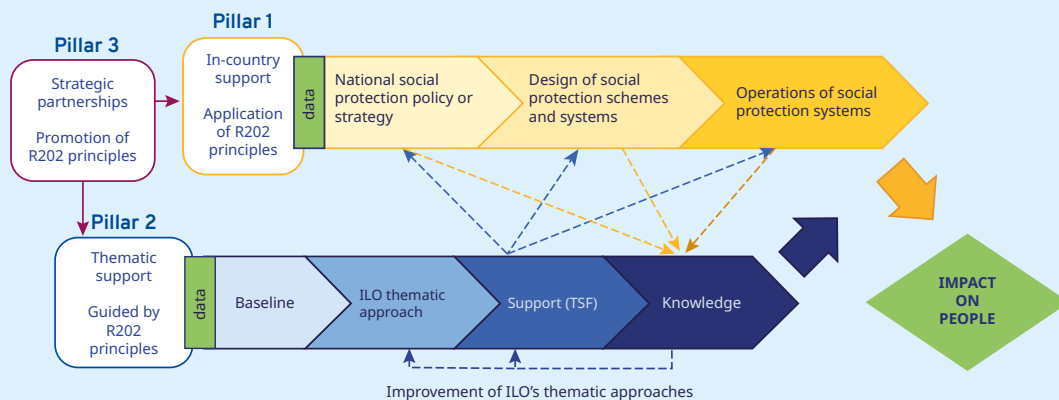 Pillar 1
Pillar 3
Strategic
partnerships
Promotion of
R202 principles
In-country
support
Application
of R202
principles
data
National social
protection policy or
strategy
Design of social
protection schemes
and systems
Operations of social
protection systems
Pillar 2
Thematic
support
Guided by
R202
principles
data
Baseline
ILO thematic
approach
Support (TSF)
Knowledge
IMPACT
ON
PEOPLE
Improvement of ILO's thematic approaches